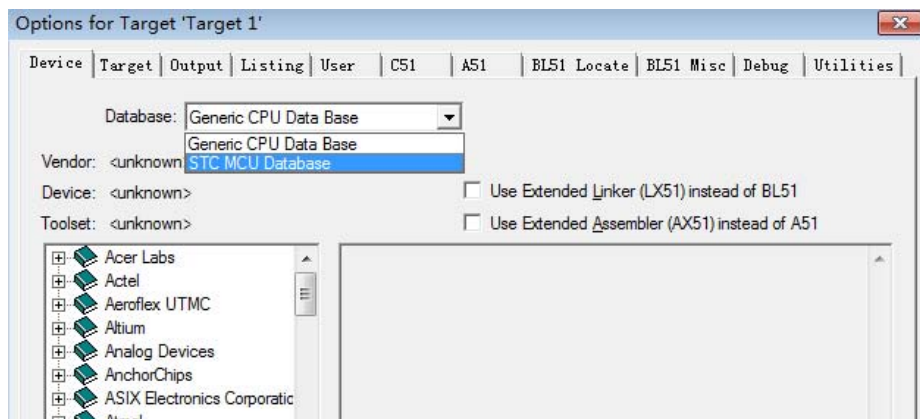 Options for Target 'Target 1'
Device Target Output Listing User C51 A51 BL51 Locate BL51 Misc Debug Utilities
Database: Generic CPU Data Base
Generic CPU Data Base
Vendor: <unknown STC MCU Database
Device: <unknown> Use Extended Linker (LX51) instead of BL51
Toolset: <unknown> Use Extended Assembler (AX51) instead of A51
Acer Labs
Actel
Aeroflex UTMC
Altium
Analog Devices
AnchorChips
ASIX Electronics Corporatic